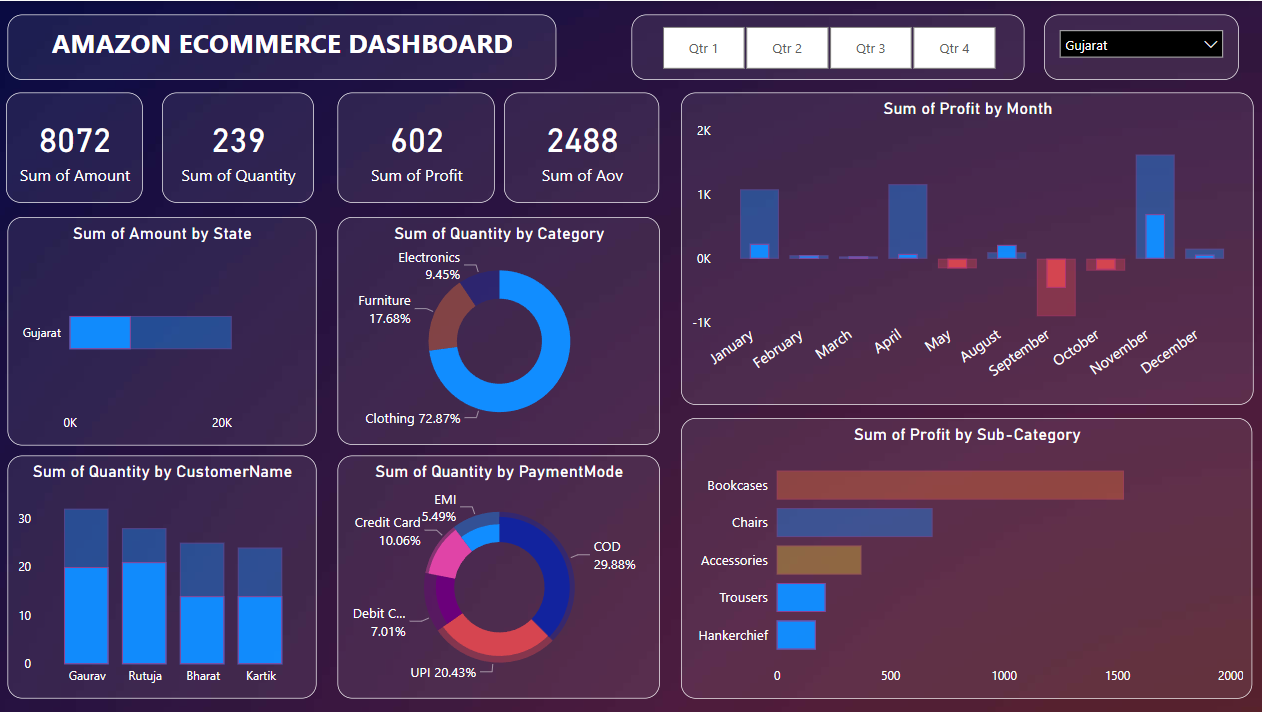 AMAZON ECOMMERCE DASHBOARD
Qtr 1
Qtr 2
Qtr 3
Qtr 4
Gujarat
8072
Sum of Amount
239
Sum of Quantity
602
Sum of Profit
2488
Sum of Aov
Sum of Profit by Month
2K
1K
0K
-1K
January
February
March
April
May
August
September
October
November
December
Sum of Amount by State
Gujarat
0K
20K
Sum of Quantity by Category
Electronics
9.45%
Furniture
17.68%
Clothing 72.87%
Sum of Profit by Sub-Category
Bookcases
Chairs
Accessories
Trousers
Hankerchief
0
500
1000
1500
2000
Sum of Quantity by CustomerName
30
20
10
0
Gaurav
Rutuja
Bharat
Kartik
Sum of Quantity by PaymentMode
EMI
5.49%
Credit Card
10.06%
COD
29.88%
Debit C...
7.01%
UPI 20.43%